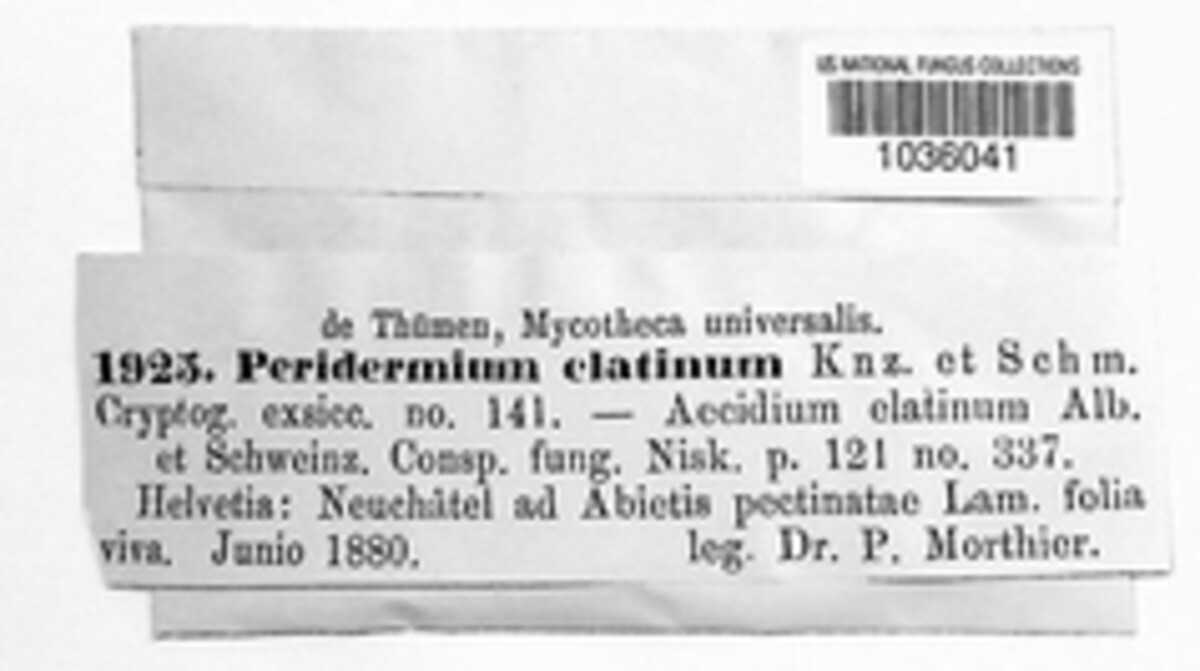 US NATIONAL FUNGUS COLLECTIONS
1036041
de Thümen, Mycotheca universalis.
1925. Peridermium elatinum Knz. et Schm.
Cryptog. exsicc. no. 141. — Aecidium elatinum Alb.
et Schweinz. Consp. fung. Nisk. p. 121 no. 337.
Helvetia: Neuchâtel ad Abietis pectinatae Lam. folia
viva. Junio 1880. leg. Dr. P. Morthier.